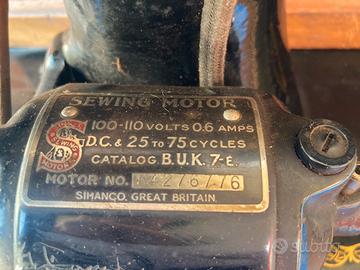 SEWING MOTOR
100-110 VOLTS 0.6 AMPS
D.C. & 25 TO 75 CYCLES
CATALOG B.U.K. 7-E.
MOTOR NO.
SIMANCO. GREAT BRITAIN.
subito